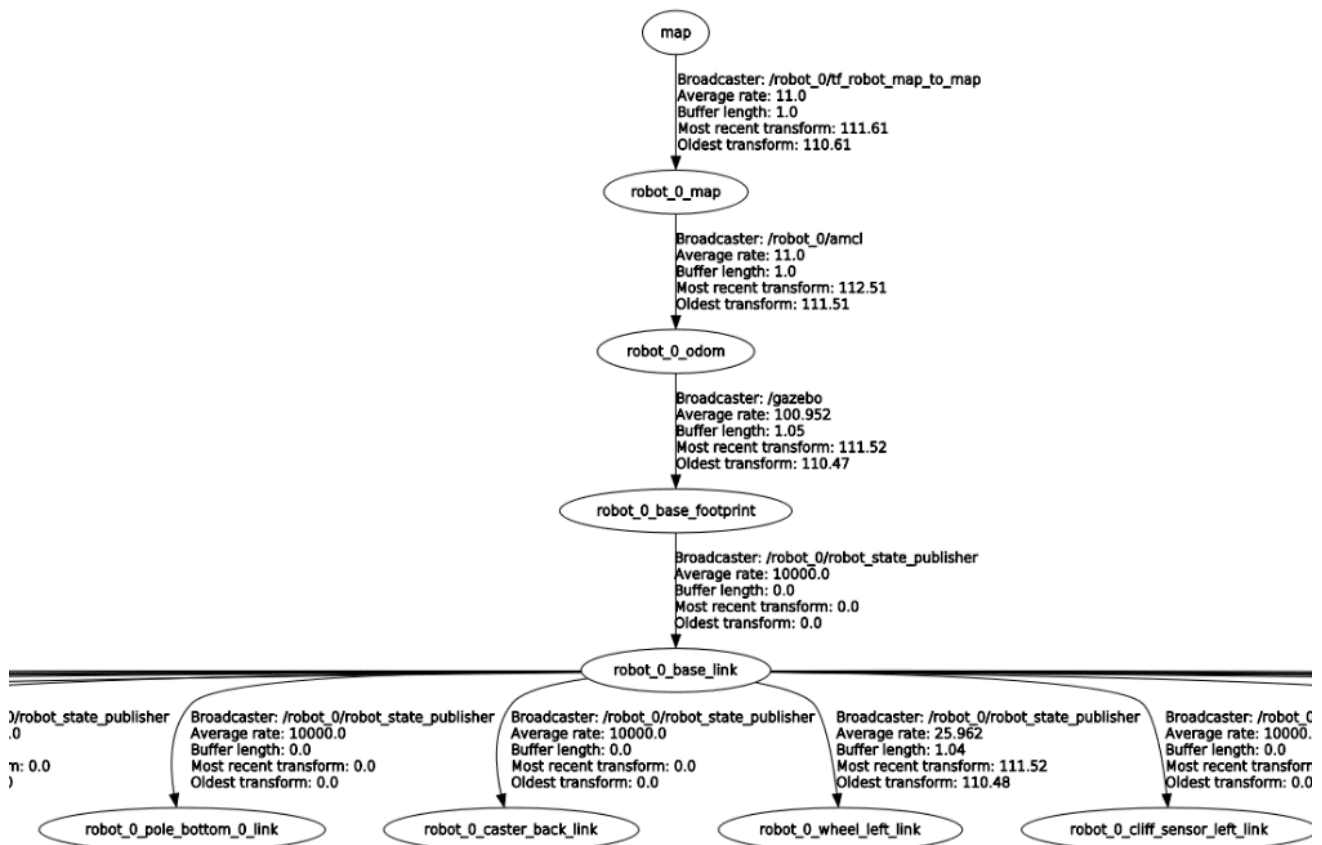 map
Broadcaster: /robot_0/tf_robot_map_to_map
Average rate: 11.0
Buffer length: 1.0
Most recent transform: 111.61
Oldest transform: 110.61
robot_0_map
Broadcaster: /robot_0/amcl
Average rate: 11.0
Buffer length: 1.0
Most recent transform: 112.51
Oldest transform: 111.51
robot_0_odom
Broadcaster: /gazebo
Average rate: 100.952
Buffer length: 1.05
Most recent transform: 111.52
Oldest transform: 110.47
robot_0_base_footprint
Broadcaster: /robot_0/robot_state_publisher
Average rate: 10000.0
Buffer length: 0.0
Most recent transform: 0.0
Oldest transform: 0.0
robot_0_base_link
0/robot_state_publisher
.0
m: 0.0
0
Broadcaster: /robot_0/robot_state_publisher
Average rate: 10000.0
Buffer length: 0.0
Most recent transform: 0.0
Oldest transform: 0.0
Broadcaster: /robot_0/robot_state_publisher
Average rate: 10000.0
Buffer length: 0.0
Most recent transform: 0.0
Oldest transform: 0.0
Broadcaster: /robot_0/robot_state_publisher
Average rate: 25.962
Buffer length: 1.04
Most recent transform: 111.52
Oldest transform: 110.48
Broadcaster: /robot_0
Average rate: 10000.
Buffer length: 0.0
Most recent transform
Oldest transform: 0.0
robot_0_pole_bottom_0_link
robot_0_caster_back_link
robot_0_wheel_left_link
robot_0_cliff_sensor_left_link